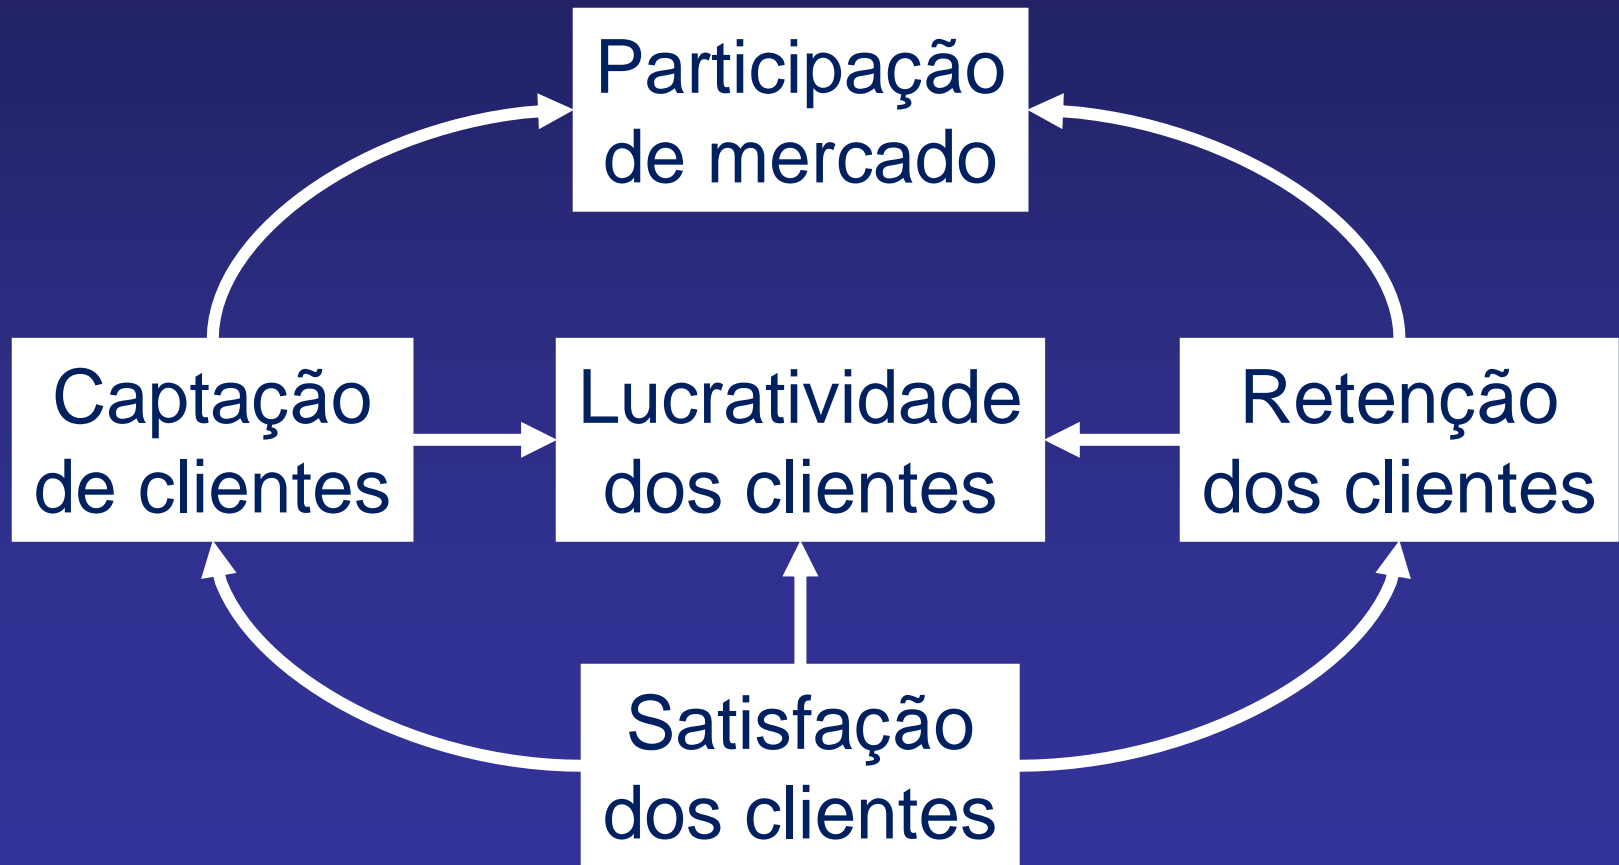 Participação
de mercado
Captação
de clientes
Lucratividade
dos clientes
Retenção
dos clientes
Satisfação
dos clientes